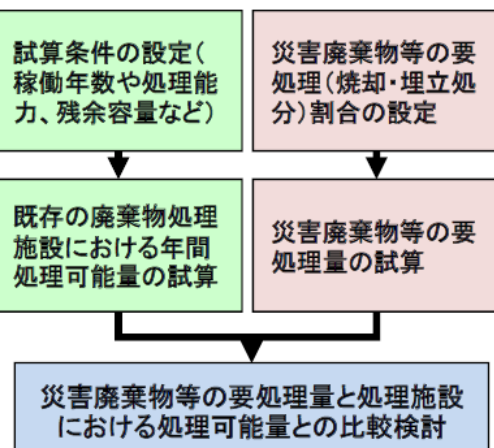 試算条件の設定(
稼働年数や処理能
力、残余容量など)
災害廃棄物等の要
処理(焼却・埋立処
分)割合の設定
既存の廃棄物処理
施設における年間
処理可能量の試算
災害廃棄物等の要
処理量の試算
災害廃棄物等の要処理量と処理施設
における処理可能量との比較検討